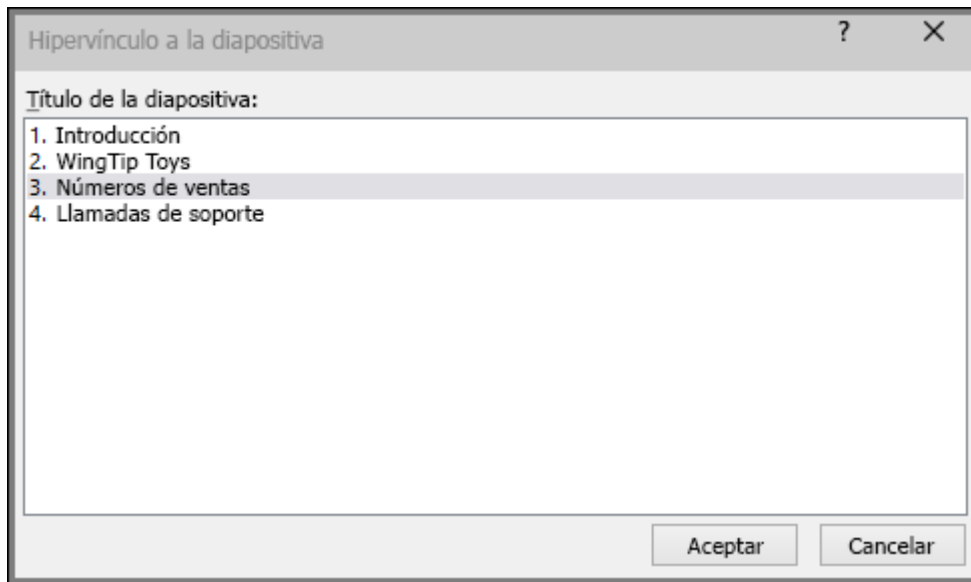 Hipervínculo a la diapositiva ?
Título de la diapositiva:
1. Introducción
2. WingTip Toys
3. Números de ventas
4. Llamadas de soporte
Aceptar Cancelar